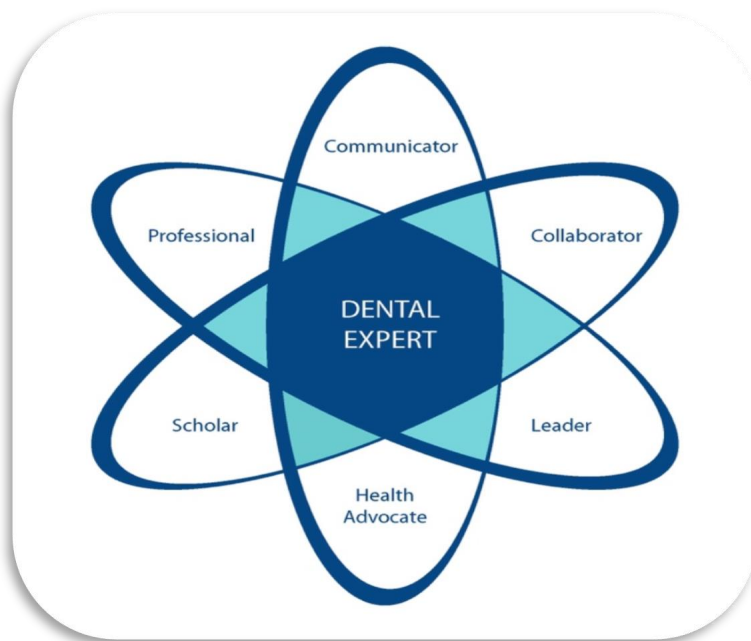 Communicator
Professional
Collaborator
DENTAL
EXPERT
Scholar
Leader
Health
Advocate